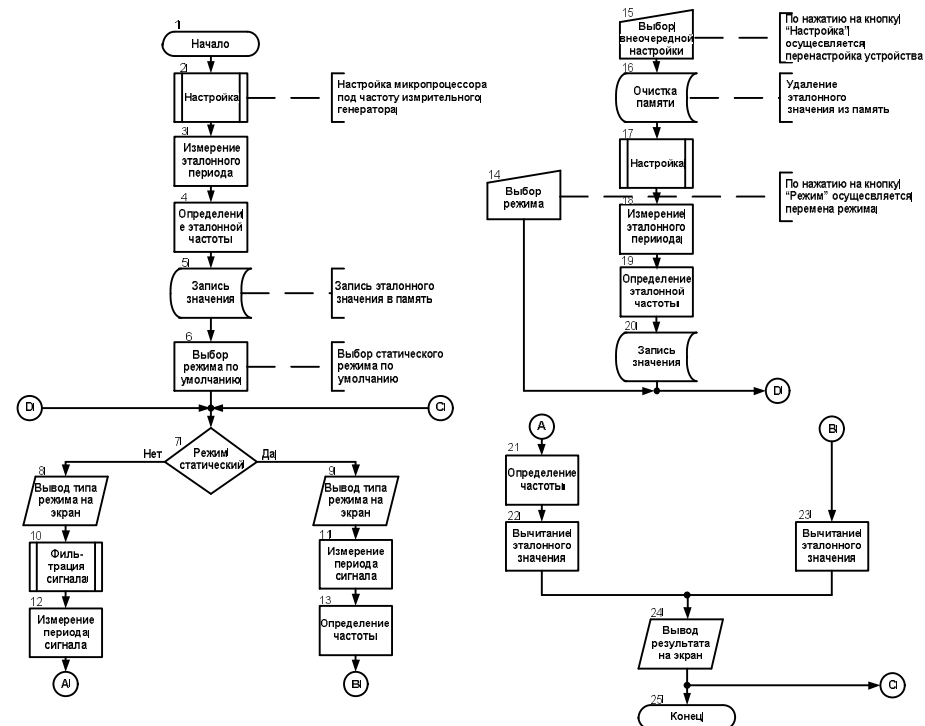 1
Начало
2
Настройка
Настройка микропроцессора
под частоту измрительного
генератора
3
Измерение
эталонного
периода
4
Определени
е эталонной
частоты
5
Запись
значения
Запись эталонного
значения в память
6
Выбор
режима по
умолчанию
Выбор статического
режима по
умолчанию
D
C
7
Режим
статический
Нет
Да
8
Вывод типа
режима на
экран
9
Вывод типа
режима на
экран
10
Филь-
трация
сигнала
11
Измерение
периода
сигнала
12
Измерение
периода
сигнала
13
Определение
частоты
A
B
14
Выбор
режима
По нажатию на кнопку
“Режим” осущесвляется
перемена режима
15
Выбор
внеочередной
настройки
По нажатию на кнопку
“Настройка”
осущесвляется
перенастройка устройства
16
Очистка
памяти
Удаление
эталонного
значения из память
17
Настройка
18
Измерение
эталонного
перииода
19
Определение
эталонной
частоты
20
Запись
значения
D
A
B
21
Определение
частоты
22
Вычитание
эталонного
значения
23
Вычитание
эталонного
значения
24
Вывод
результата
на экран
C
25
Конец